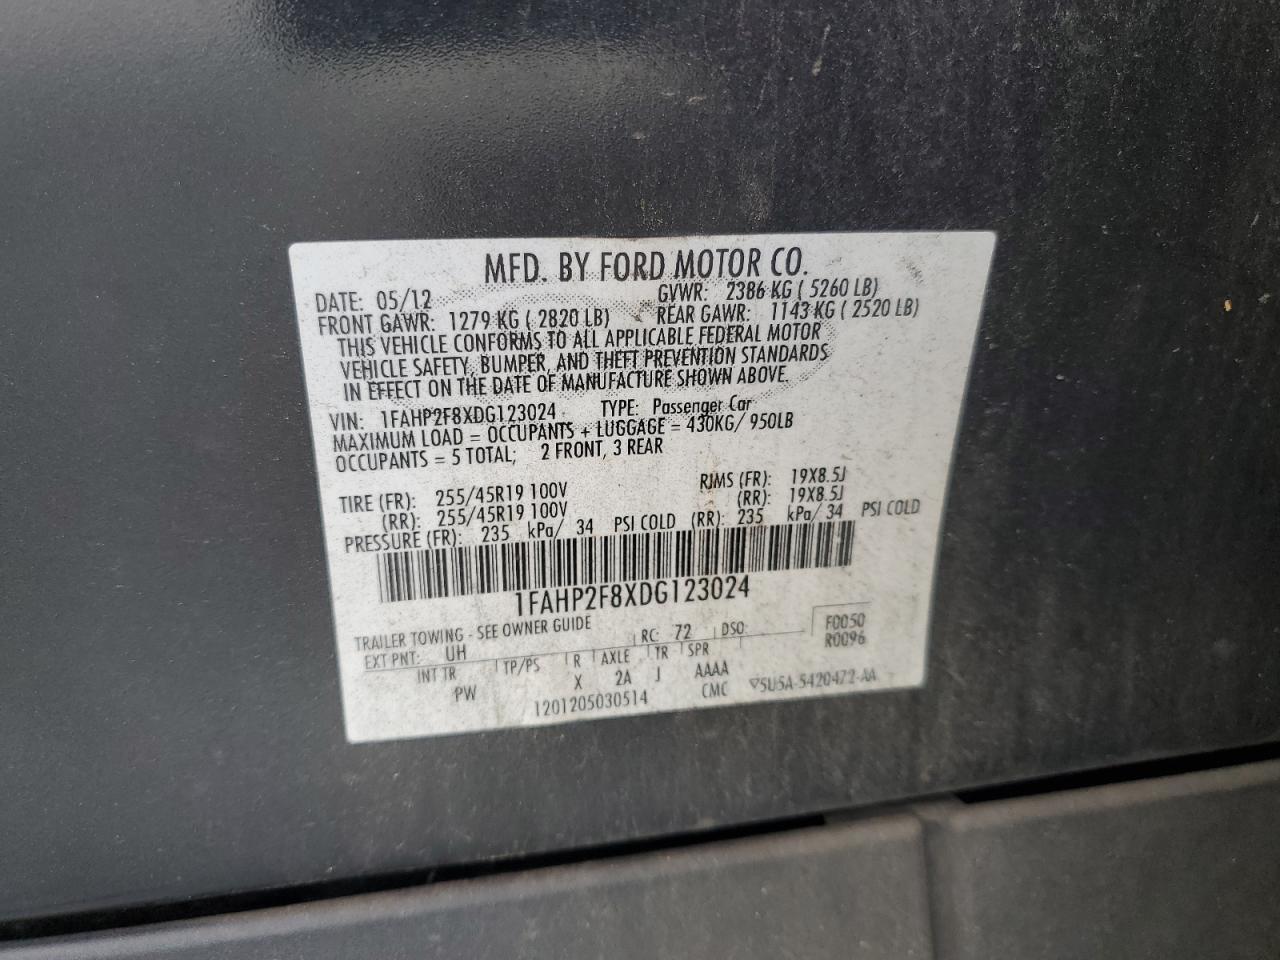 MFD. BY FORD MOTOR CO.
DATE: 05/12 GVWR: 2386 KG ( 5260 LB)
FRONT GAWR: 1279 KG ( 2820 LB) REAR GAWR: 1143 KG ( 2520 LB)
THIS VEHICLE CONFORMS TO ALL APPLICABLE FEDERAL MOTOR
VEHICLE SAFETY, BUMPER, AND THEFT PREVENTION STANDARDS
IN EFFECT ON THE DATE OF MANUFACTURE SHOWN ABOVE.
VIN: 1FAHP2F8XDG123024 TYPE: Passenger Car
MAXIMUM LOAD = OCCUPANTS + LUGGAGE = 430KG/ 950LB
OCCUPANTS = 5 TOTAL; 2 FRONT, 3 REAR
TIRE (FR): 255/45R19 100V RIMS (FR): 19X8.5J
(RR): 255/45R19 100V (RR): 19X8.5J
PRESSURE (FR): 235 kPa/ 34 PSI COLD (RR): 235 kPa/ 34 PSI COLD
1FAHP2F8XDG123024
TRAILER TOWING - SEE OWNER GUIDE
EXT PNT: UH RC: 72 DSO: F0050
R0096
INT TR TP/PS R AXLE TR SPR
PW X 2A J AAAA
1201205030514 CMC ▽5U5A-5420472-AA